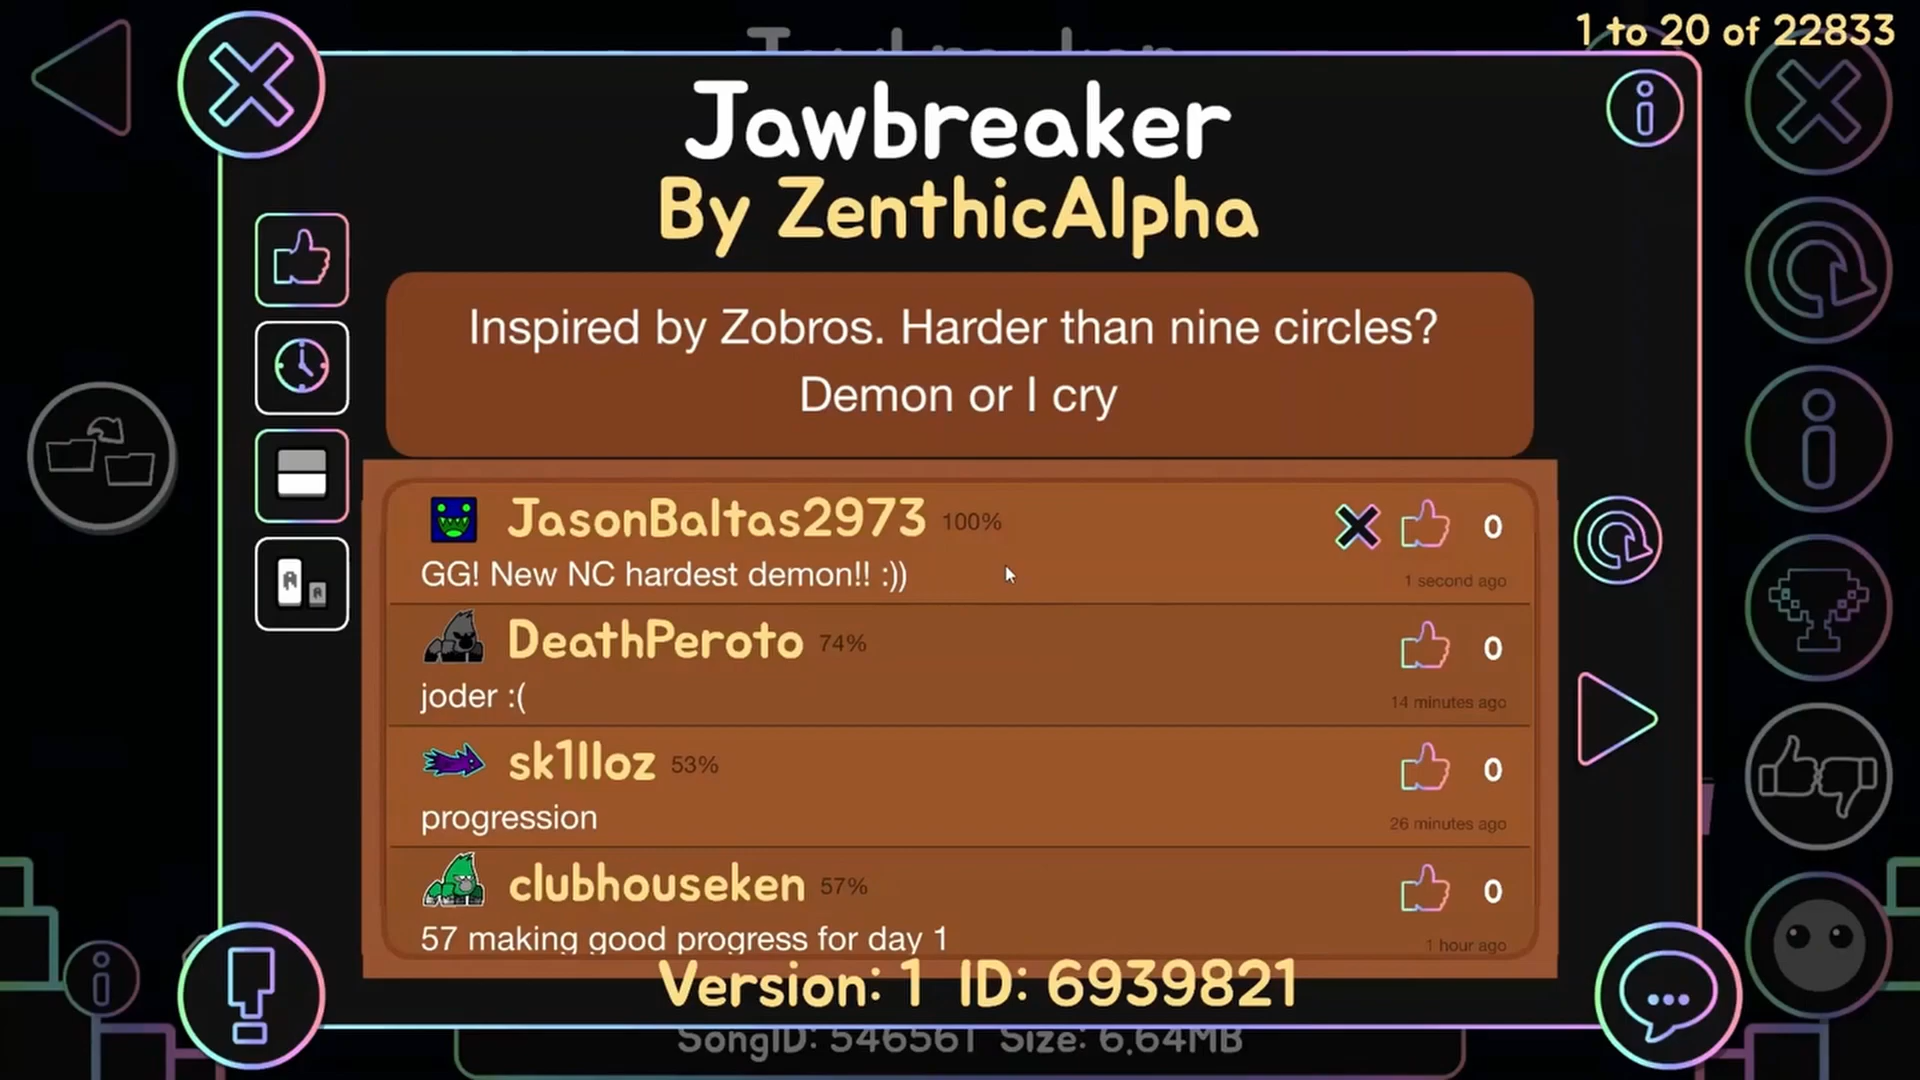 1 to 20 of 22833
Jawbreaker
Jawbreaker
By ZenthicAlpha
Inspired by Zobros. Harder than nine circles?
Demon or I cry
JasonBaltas2973 100% 0
GG! New NC hardest demon!! :)) 1 second ago
DeathPeroto 74% 0
joder :( 14 minutes ago
sk1lloz 53% 0
progression 26 minutes ago
clubhouseken 57% 0
57 making good progress for day 1 1 hour ago
Version: 1 ID: 6939821
SongID: 546561 Size: 6.64MB